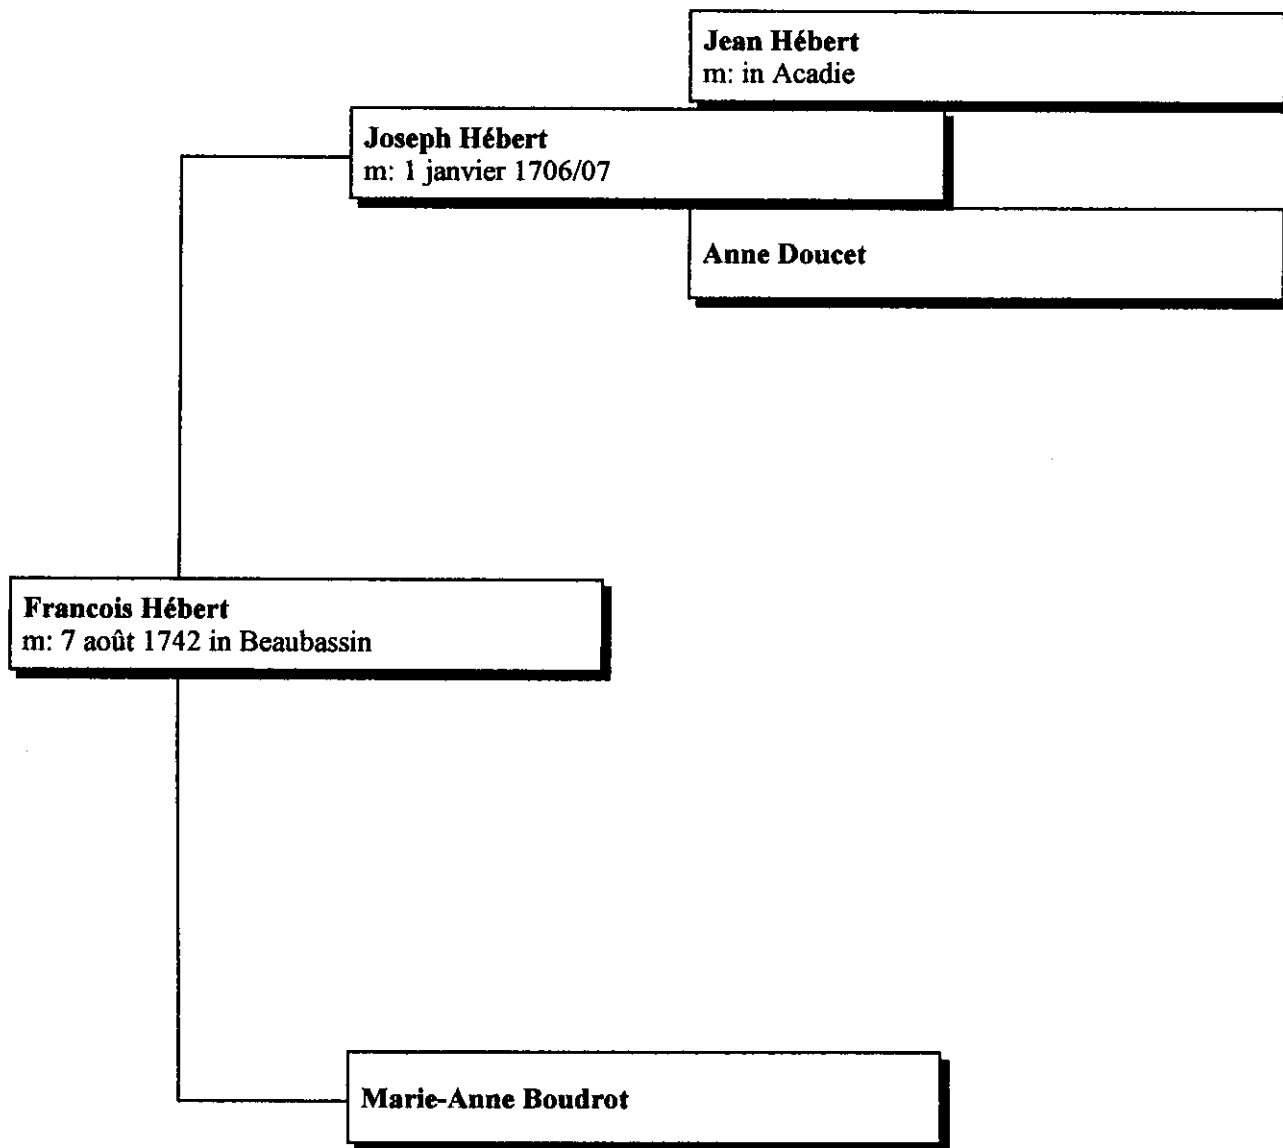 Jean Hébert
m: in Acadie
Joseph Hébert
m: 1 janvier 1706/07
Anne Doucet
Francois Hébert
m: 7 août 1742 in Beaubassin
Marie-Anne Boudrot